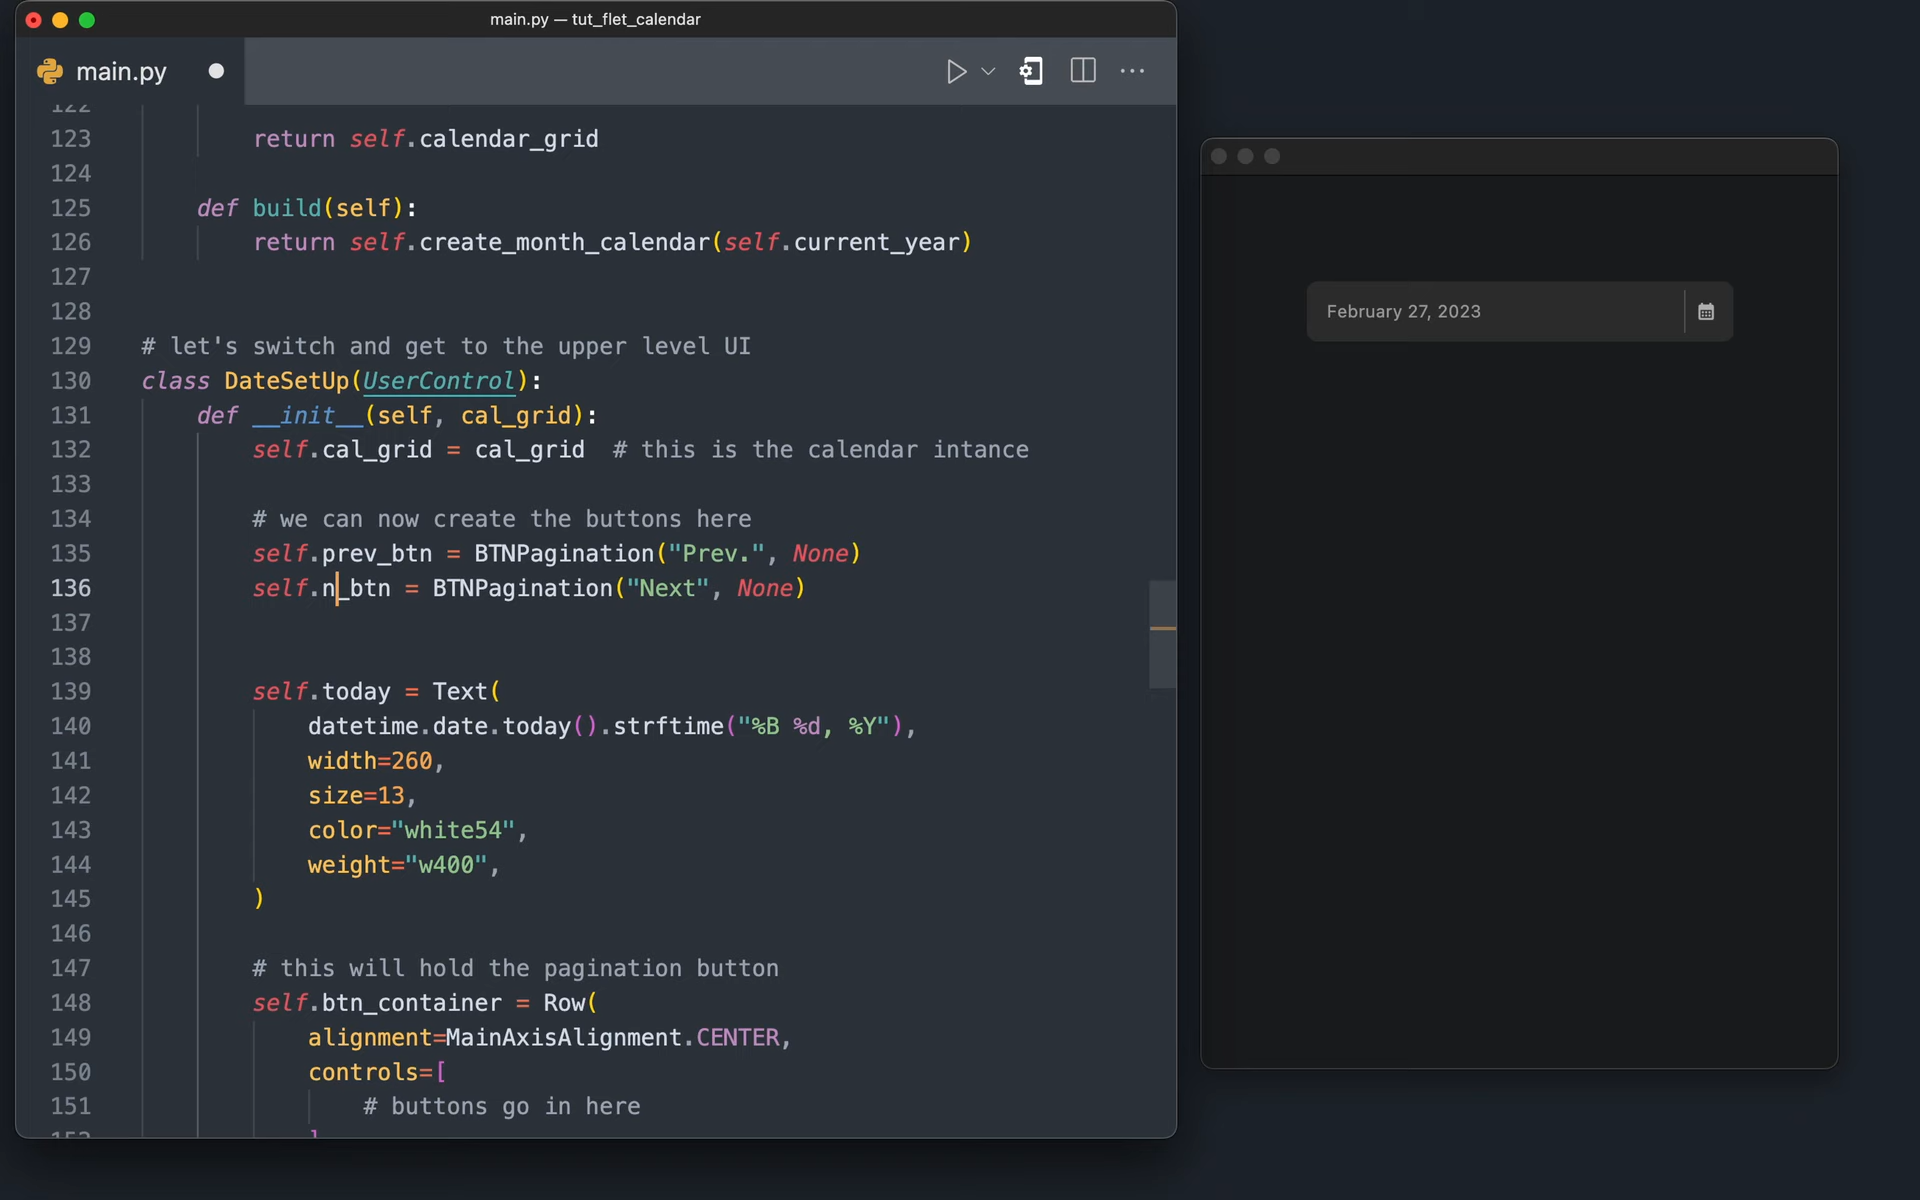 main.py — tut_flet_calendar
main.py
122
123 return self.calendar_grid
124
125 def build(self):
126 return self.create_month_calendar(self.current_year)
127
128
129 # let's switch and get to the upper level UI
130 class DateSetUp(UserControl):
131 def __init__(self, cal_grid):
132 self.cal_grid = cal_grid # this is the calendar intance
133
134 # we can now create the buttons here
135 self.prev_btn = BTNPagination("Prev.", None)
136 self.n_btn = BTNPagination("Next", None)
137
138
139 self.today = Text(
140 datetime.date.today().strftime("%B %d, %Y"),
141 width=260,
142 size=13,
143 color="white54",
144 weight="w400",
145 )
146
147 # this will hold the pagination button
148 self.btn_container = Row(
149 alignment=MainAxisAlignment.CENTER,
150 controls=[
151 # buttons go in here
152 ]
February 27, 2023